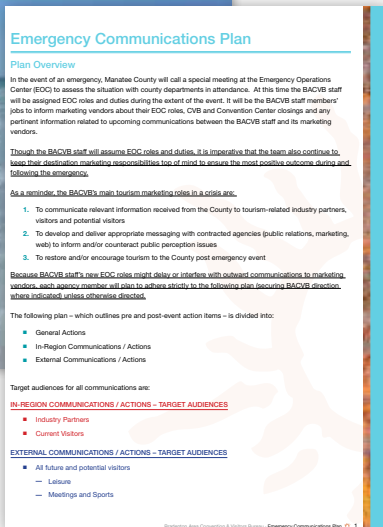 Emergency Communications Plan
Plan Overview
In the event of an emergency, Manatee County will call a special meeting at the Emergency Operations
Center (EOC) to assess the situation with county departments in attendance. At this time the BACVB staff
will be assigned EOC roles and duties during the extent of the event. It will be the BACVB staff members'
jobs to inform marketing vendors about their EOC roles, CVB and Convention Center closings and any
pertinent information related to upcoming communications between the BACVB staff and its marketing
vendors.
Though the BACVB staff will assume EOC roles and duties, it is imperative that the team also continue to
keep their destination marketing responsibilities top of mind to ensure the most positive outcome during and
following the emergency.
As a reminder, the BACVB's main tourism marketing roles in a crisis are:
1. To communicate relevant information received from the County to tourism-related industry partners,
visitors and potential visitors
2. To develop and deliver appropriate messaging with contracted agencies (public relations, marketing,
web) to inform and/or counteract public perception issues
3. To restore and/or encourage tourism to the County post emergency event
Because BACVB staff's new EOC roles might delay or interfere with outward communications to marketing
vendors, each agency member will plan to adhere strictly to the following plan (securing BACVB direction
where indicated) unless otherwise directed.
The following plan – which outlines pre and post-event action items – is divided into:
■ General Actions
■ In-Region Communications / Actions
■ External Communications / Actions
Target audiences for all communications are:
IN-REGION COMMUNICATIONS / ACTIONS – TARGET AUDIENCES
■ Industry Partners
■ Current Visitors
EXTERNAL COMMUNICATIONS / ACTIONS – TARGET AUDIENCES
■ All future and potential visitors
— Leisure
— Meetings and Sports
Bradenton Area Convention & Visitors Bureau Emergency Communications Plan 1